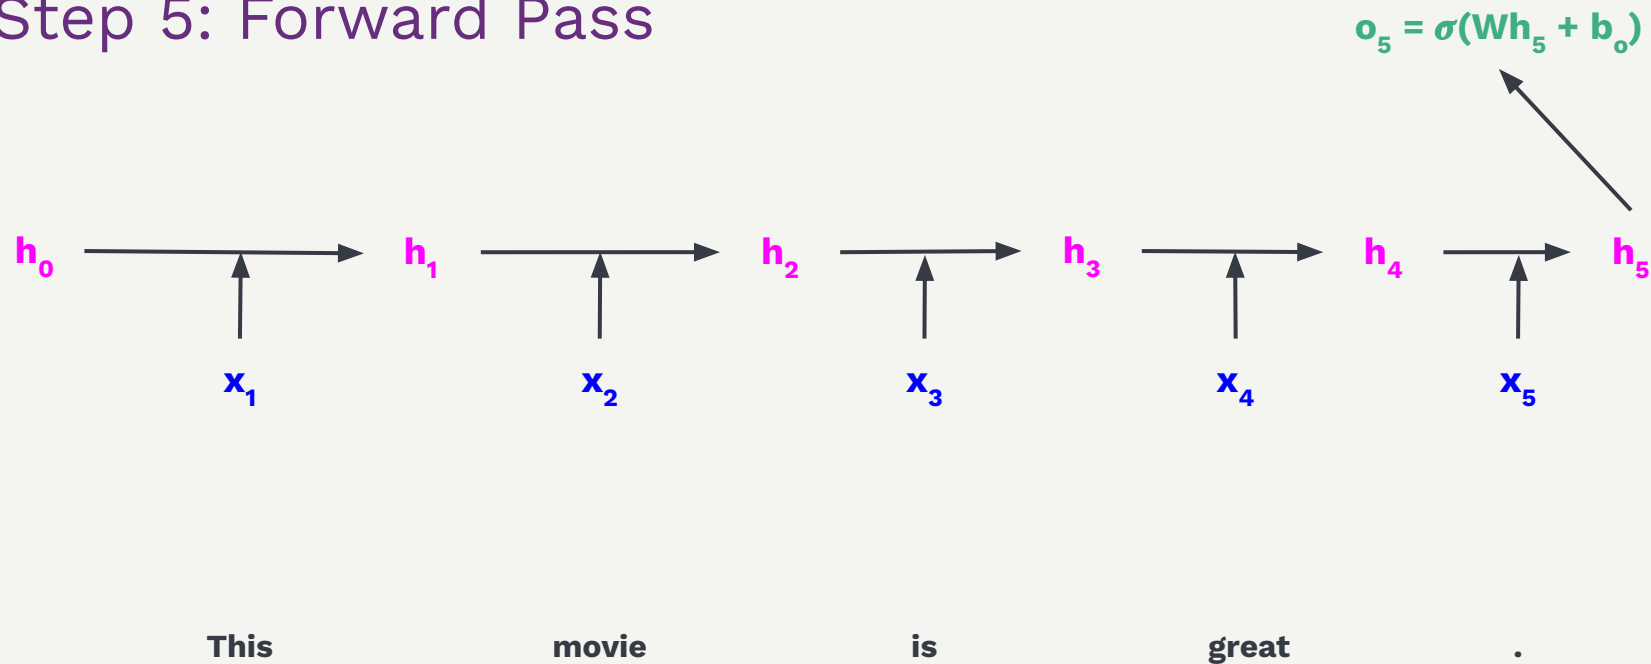 Step 5: Forward Pass
o₅ = σ(Wh₅ + bₒ)
h₀ h₁ h₂ h₃ h₄ h₅
x₁ x₂ x₃ x₄ x₅
This movie is great .